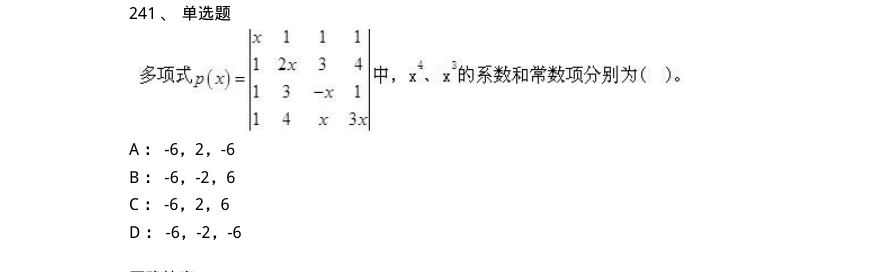 241 、 单选题
x 1 1 1
1 2x 3 4
多项式p(x)= 中，x⁴、x³的系数和常数项分别为( )。
1 3 -x 1
1 4 x 3x
A： -6，2，-6
B： -6，-2，6
C： -6，2，6
D： -6，-2，-6